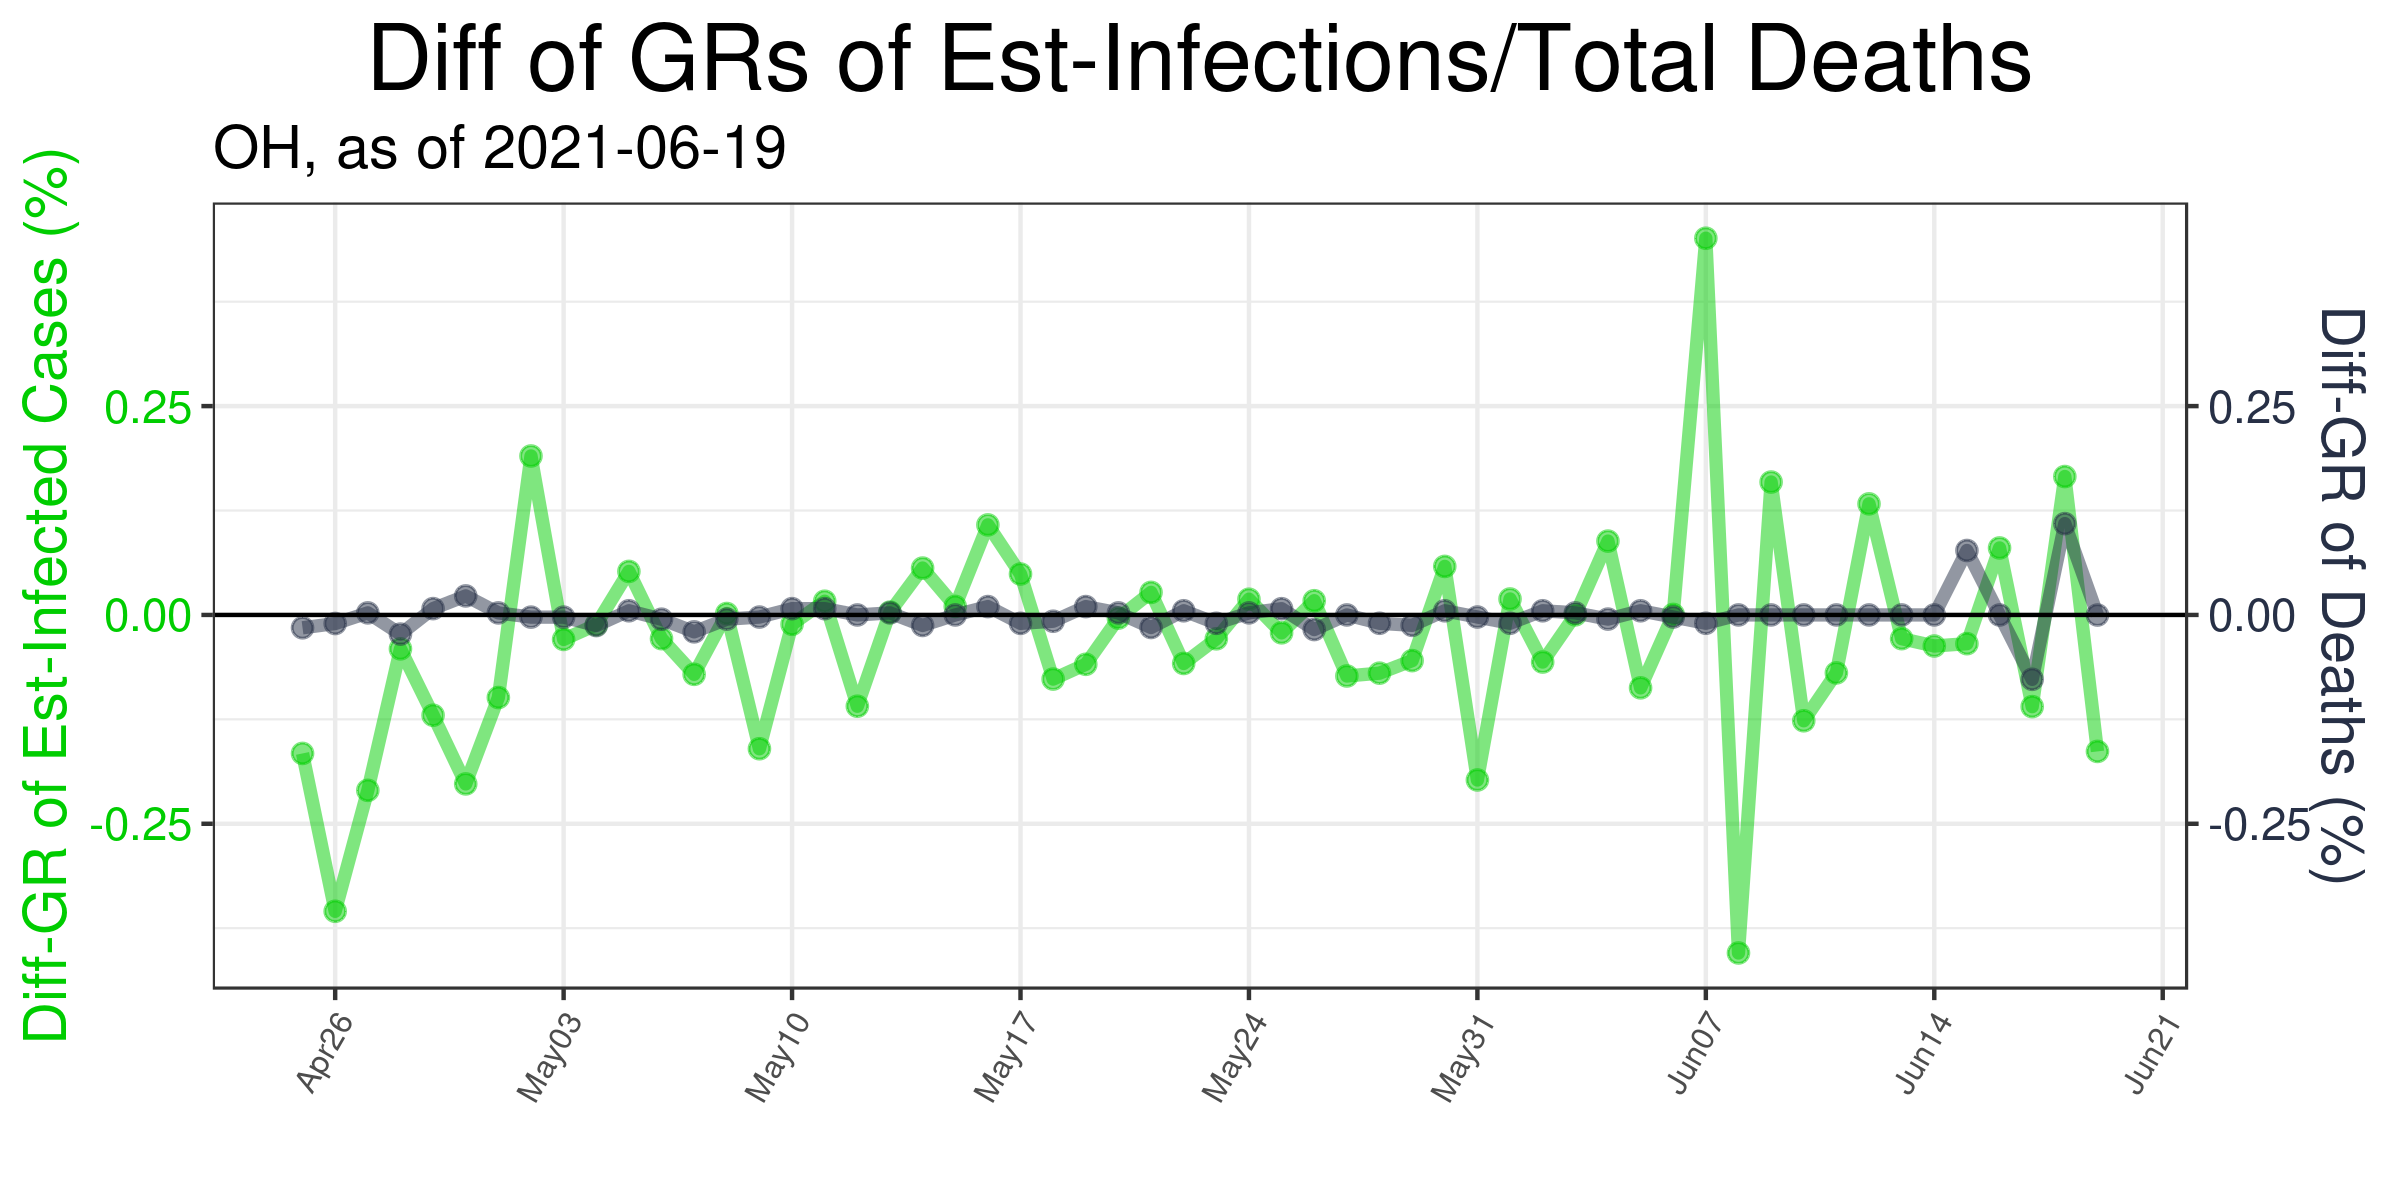 Diff of GRs of Est-Infections/Total Deaths
OH, as of 2021-06-19
Diff-GR of Est-Infected Cases (%)
0.25
0.00
-0.25
0.25
0.00
-0.25
Diff-GR of Deaths (%)
Apr26
May03
May10
May17
May24
May31
Jun07
Jun14
Jun21